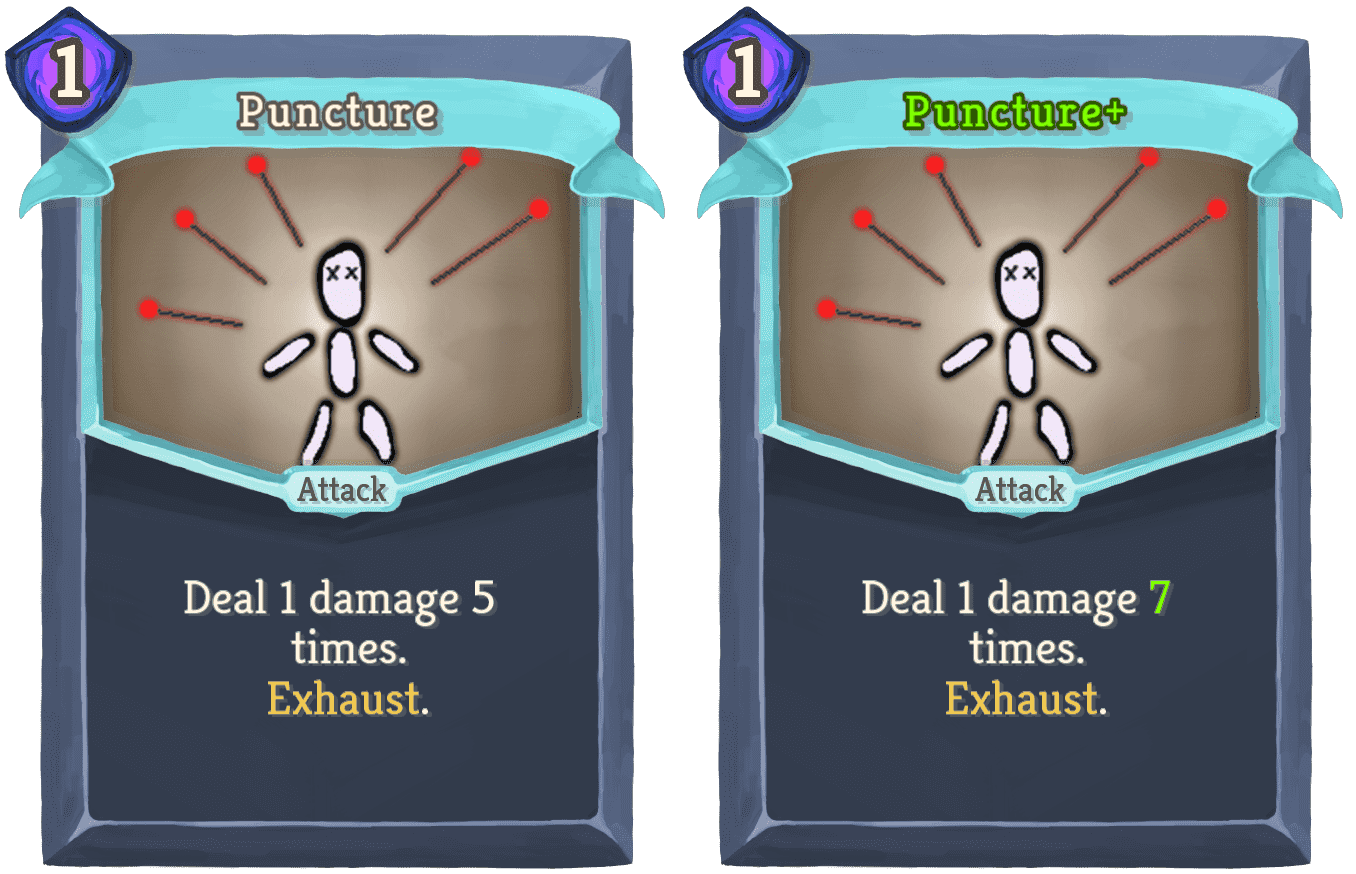 1
Puncture
x x
Attack
Deal 1 damage 5
times.
Exhaust.
1
Puncture+
x x
Attack
Deal 1 damage 7
times.
Exhaust.